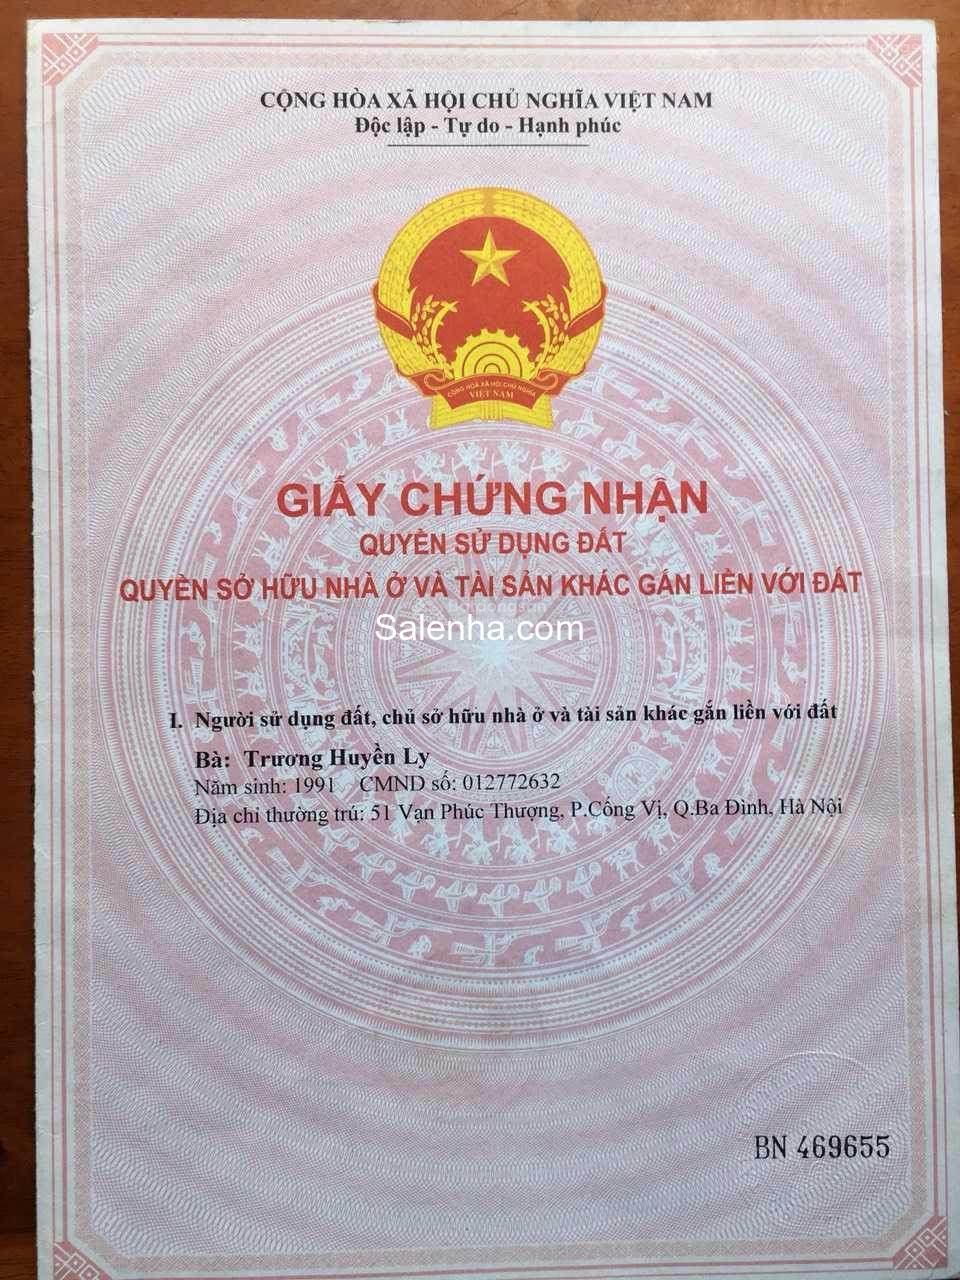 CỘNG HÒA XÃ HỘI CHỦ NGHĨA VIỆT NAM
Độc lập - Tự do - Hạnh phúc
CỘNG HOÀ XÃ HỘI CHỦ NGHĨA
VIỆT NAM
GIẤY CHỨNG NHẬN
QUYỀN SỬ DỤNG ĐẤT
QUYỀN SỞ HỮU NHÀ Ở VÀ TÀI SẢN KHÁC GẮN LIỀN VỚI ĐẤT
Batdongsan
Salenha.com
I. Người sử dụng đất, chủ sở hữu nhà ở và tài sản khác gắn liền với đất
Bà: Trương Huyền Ly
Năm sinh: 1991 CMND số: 012772632
Địa chỉ thường trú: 51 Vạn Phúc Thượng, P.Cống Vị, Q.Ba Đình, Hà Nội
BN 469655